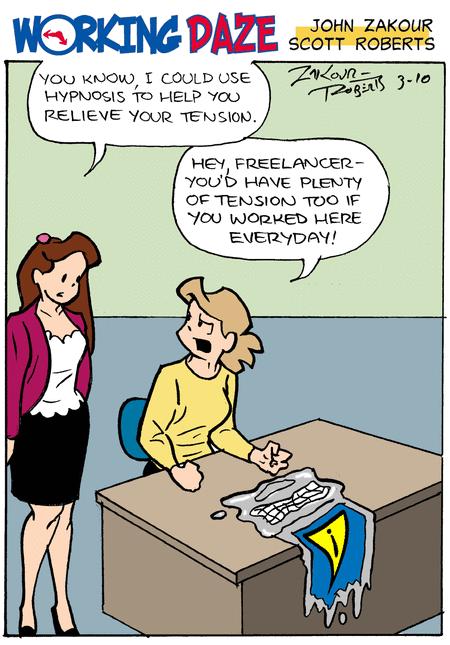 WORKING DAZE
JOHN ZAKOUR
SCOTT ROBERTS
ZAKOUR-
ROBERTS 3-10
YOU KNOW, I COULD USE
HYPNOSIS TO HELP YOU
RELIEVE YOUR TENSION.
HEY, FREELANCER-
YOU'D HAVE PLENTY
OF TENSION TOO IF
YOU WORKED HERE
EVERYDAY!
i